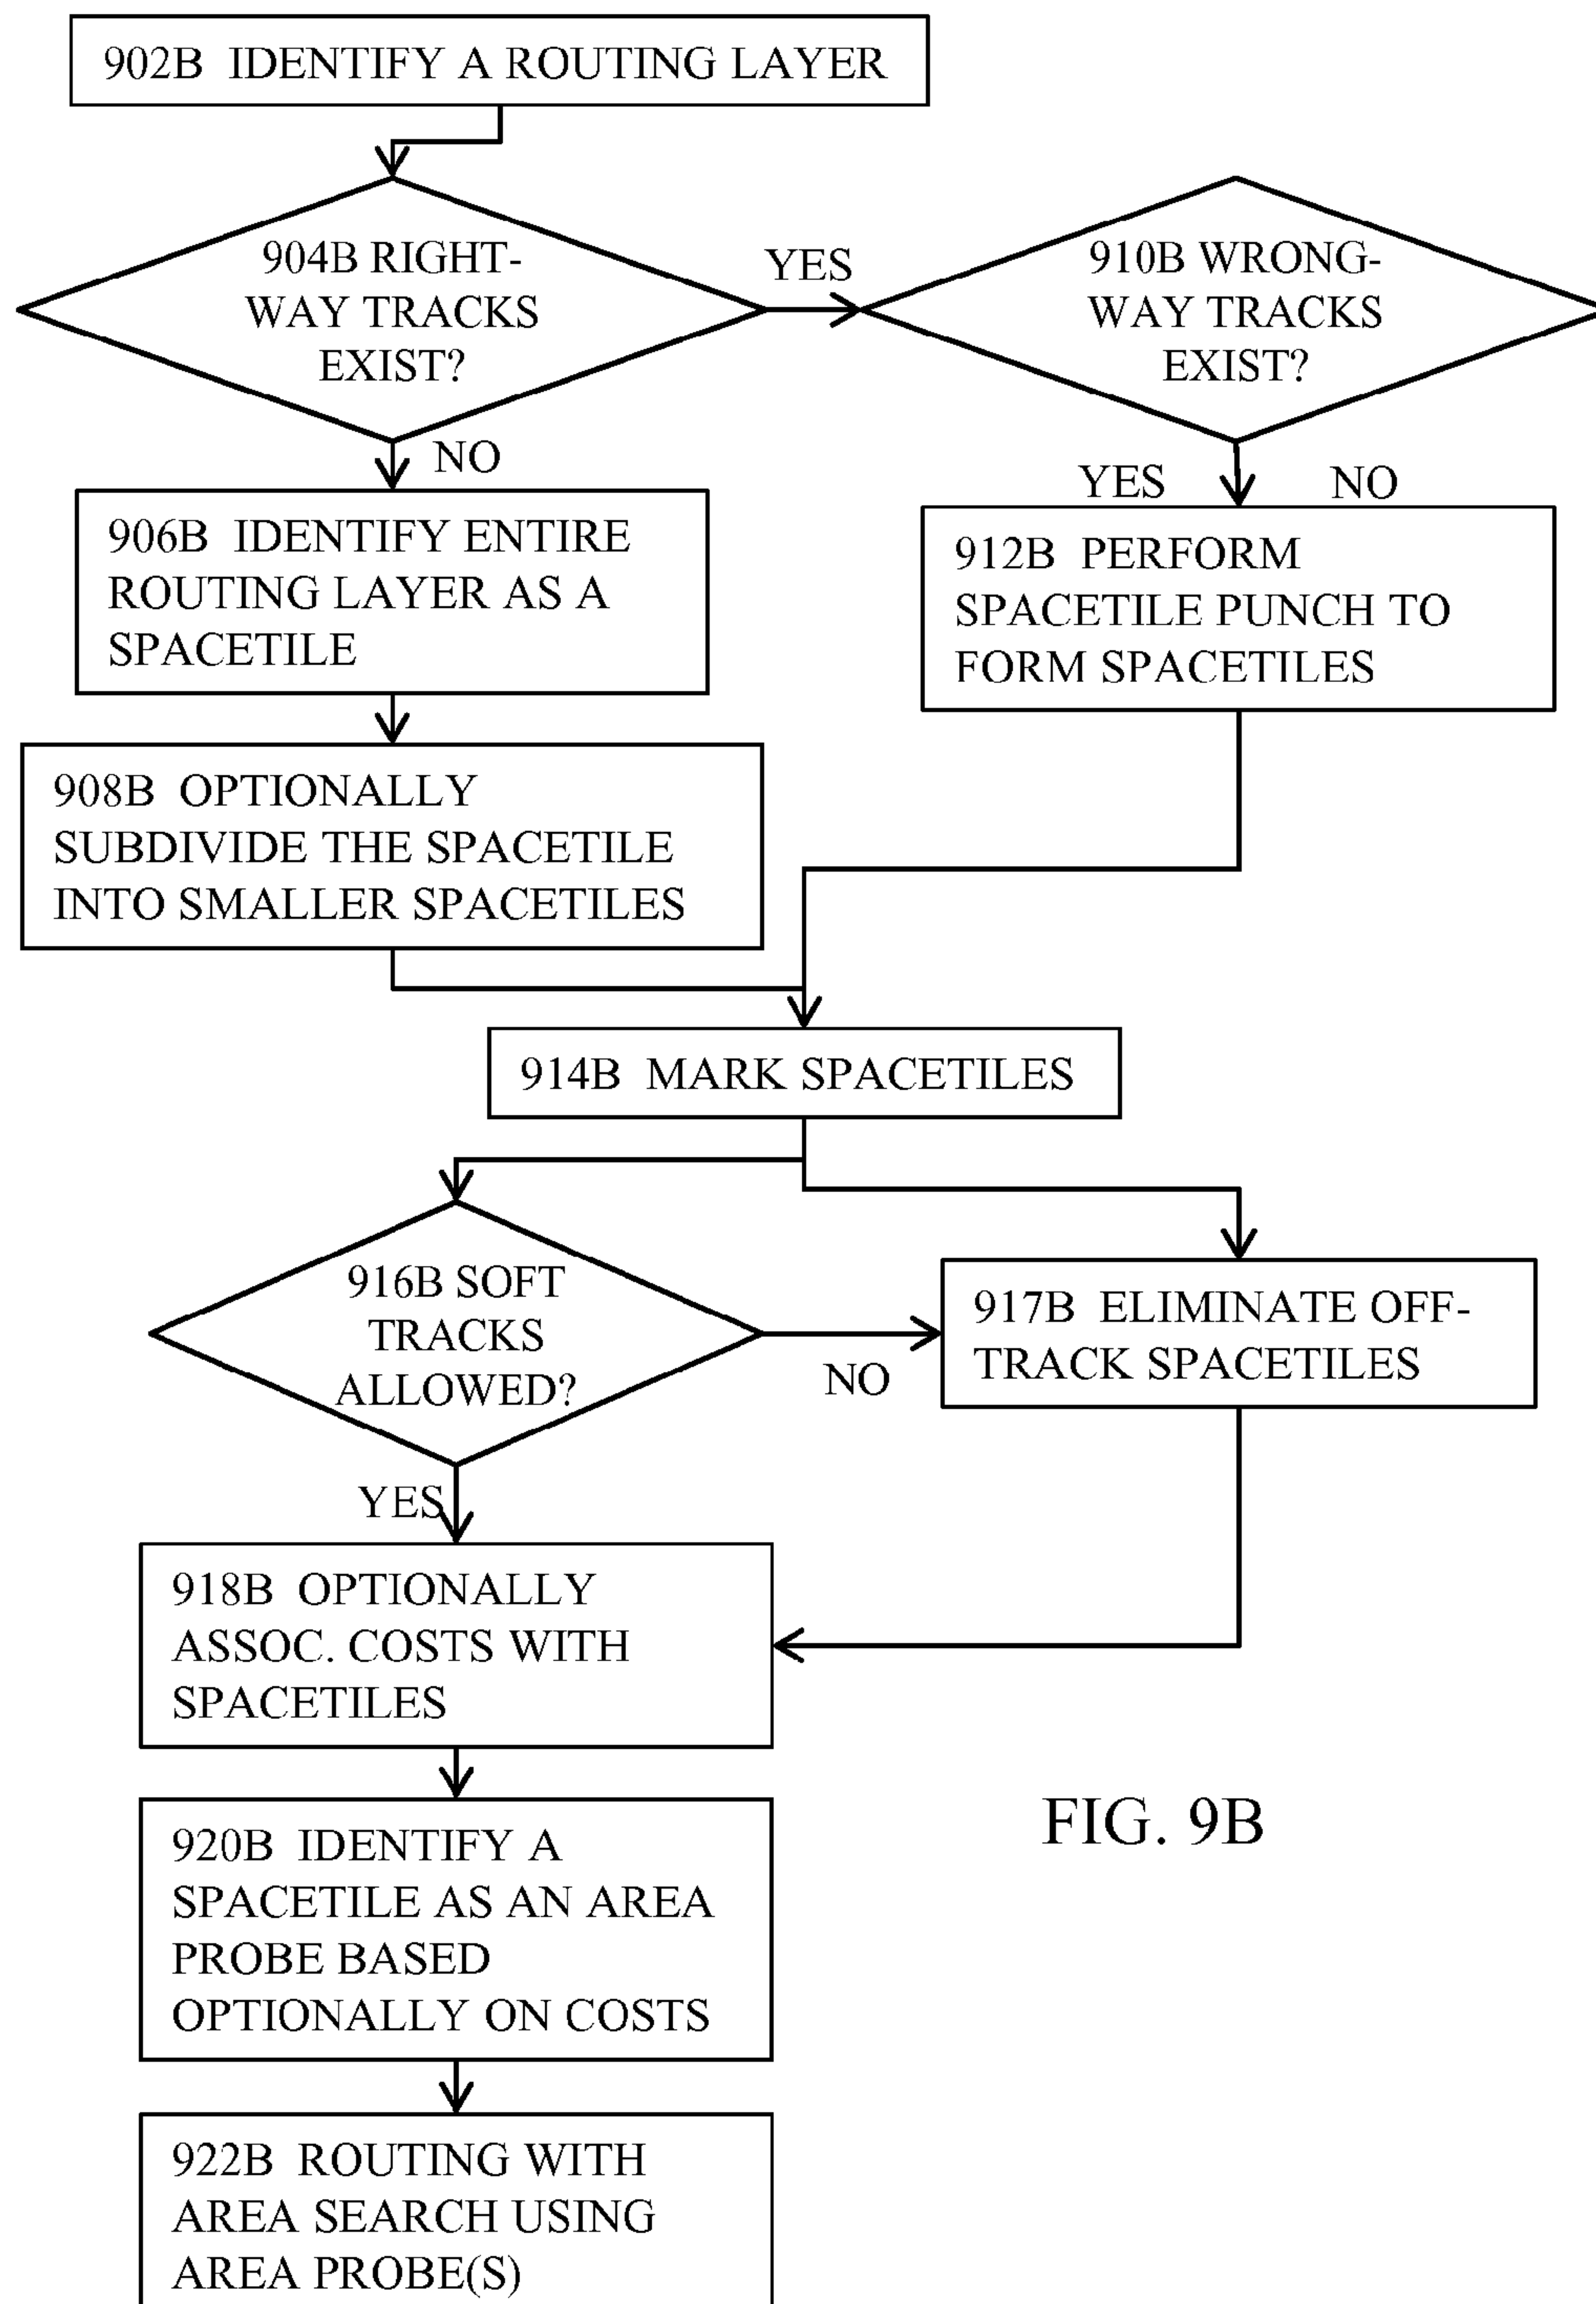 902B IDENTIFY A ROUTING LAYER
904B RIGHT-
WAY TRACKS
EXIST?
YES
910B WRONG-
WAY TRACKS
EXIST?
NO
YES
NO
906B IDENTIFY ENTIRE
ROUTING LAYER AS A
SPACETILE
912B PERFORM
SPACETILE PUNCH TO
FORM SPACETILES
908B OPTIONALLY
SUBDIVIDE THE SPACETILE
INTO SMALLER SPACETILES
914B MARK SPACETILES
916B SOFT
TRACKS
ALLOWED?
NO
917B ELIMINATE OFF-
TRACK SPACETILES
YES
918B OPTIONALLY
ASSOC. COSTS WITH
SPACETILES
920B IDENTIFY A
SPACETILE AS AN AREA
PROBE BASED
OPTIONALLY ON COSTS
FIG. 9B
922B ROUTING WITH
AREA SEARCH USING
AREA PROBE(S)